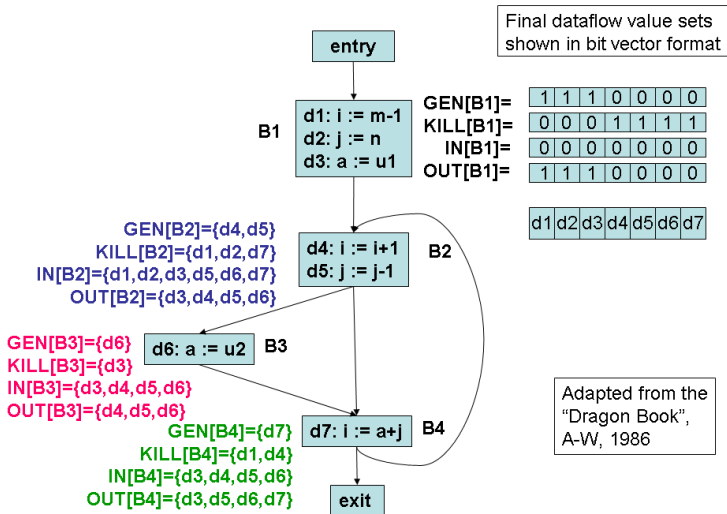 Final dataflow value sets
shown in bit vector format
entry
B1
d1: i := m-1
d2: j := n
d3: a := u1
GEN[B1]= 1 1 1 0 0 0 0
KILL[B1]= 0 0 0 1 1 1 1
IN[B1]= 0 0 0 0 0 0 0
OUT[B1]= 1 1 1 0 0 0 0
d1 d2 d3 d4 d5 d6 d7
GEN[B2]={d4,d5}
KILL[B2]={d1,d2,d7}
IN[B2]={d1,d2,d3,d5,d6,d7}
OUT[B2]={d3,d4,d5,d6}
d4: i := i+1
d5: j := j-1
B2
GEN[B3]={d6}
KILL[B3]={d3}
IN[B3]={d3,d4,d5,d6}
OUT[B3]={d4,d5,d6}
d6: a := u2
B3
d7: i := a+j
B4
GEN[B4]={d7}
KILL[B4]={d1,d4}
IN[B4]={d3,d4,d5,d6}
OUT[B4]={d3,d5,d6,d7}
exit
Adapted from the
“Dragon Book”,
A-W, 1986